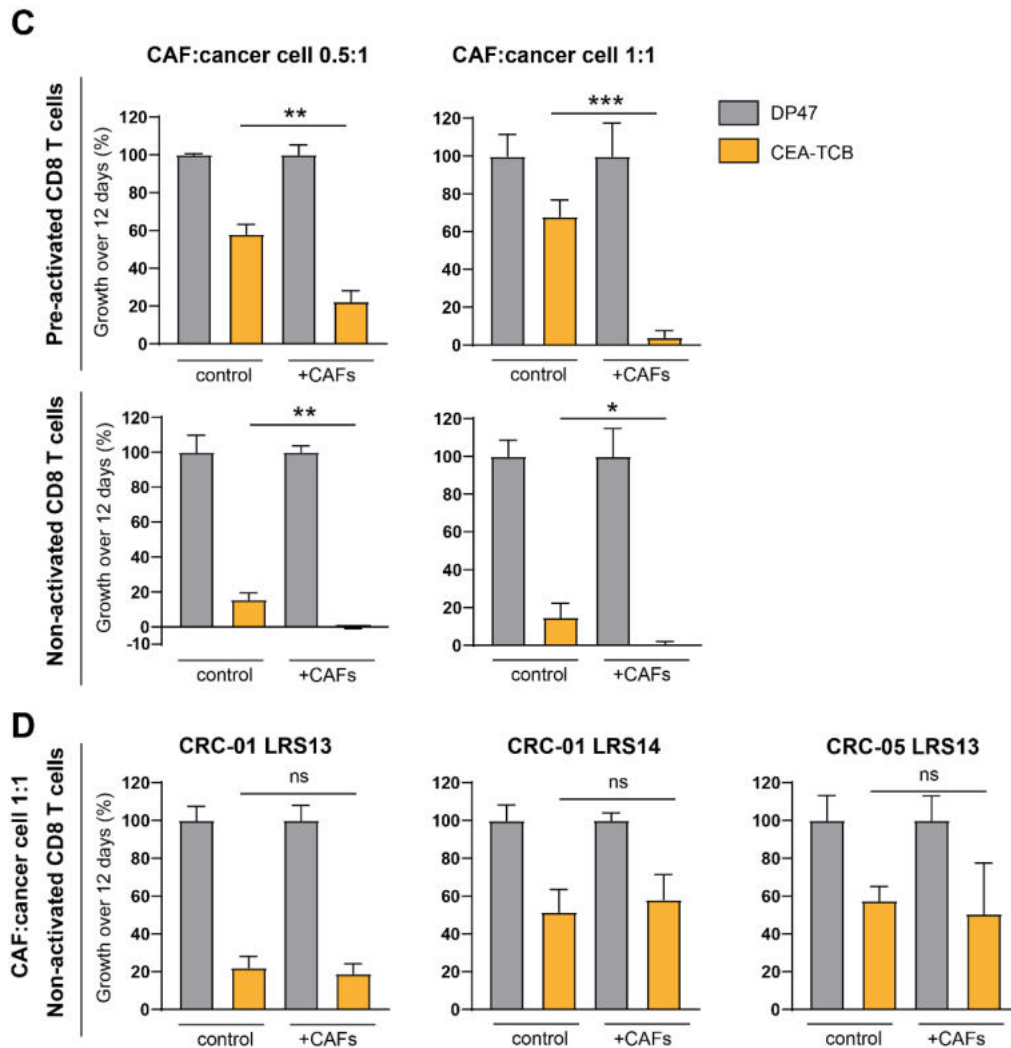 C
CAF:cancer cell 0.5:1
CAF:cancer cell 1:1
Pre-activated CD8 T cells
Growth over 12 days (%)
120
100
80
60
40
20
0
**
control
+CAFs
120
100
80
60
40
20
0
***
control
+CAFs
DP47
CEA-TCB
Non-activated CD8 T cells
Growth over 12 days (%)
120
100
80
60
40
20
0
-10
**
control
+CAFs
120
100
80
60
40
20
0
*
control
+CAFs
D
CAF:cancer cell 1:1
Non-activated CD8 T cells
CRC-01 LRS13
Growth over 12 days (%)
120
100
80
60
40
20
0
ns
control
+CAFs
CRC-01 LRS14
120
100
80
60
40
20
0
ns
control
+CAFs
CRC-05 LRS13
120
100
80
60
40
20
0
ns
control
+CAFs